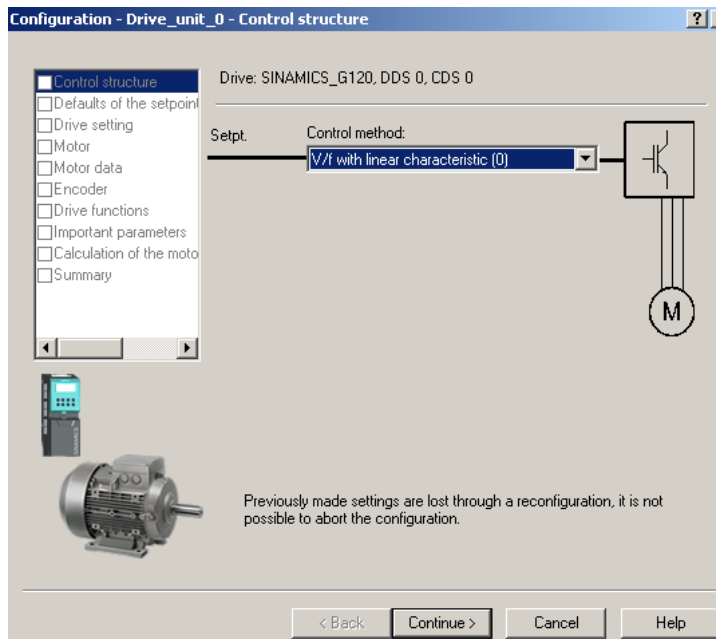 Configuration - Drive_unit_0 - Control structure
?
Control structure
Defaults of the setpoint
Drive setting
Motor
Motor data
Encoder
Drive functions
Important parameters
Calculation of the moto
Summary
Drive: SINAMICS_G120, DDS 0, CDS 0
Setpt.
Control method:
V/f with linear characteristic (0)
M
SINAMICS
Previously made settings are lost through a reconfiguration, it is not
possible to abort the configuration.
< Back
Continue >
Cancel
Help